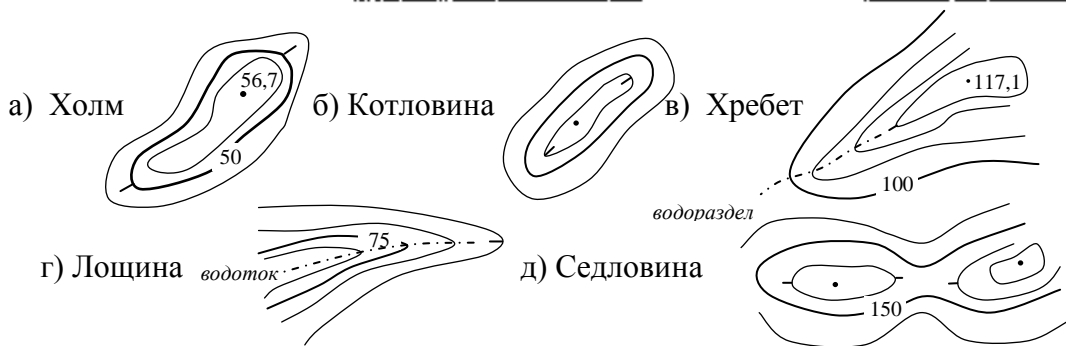 а) Холм
56,7
50
б) Котловина
в) Хребет
117,1
100
водораздел
г) Лощина
водоток
75
д) Седловина
150